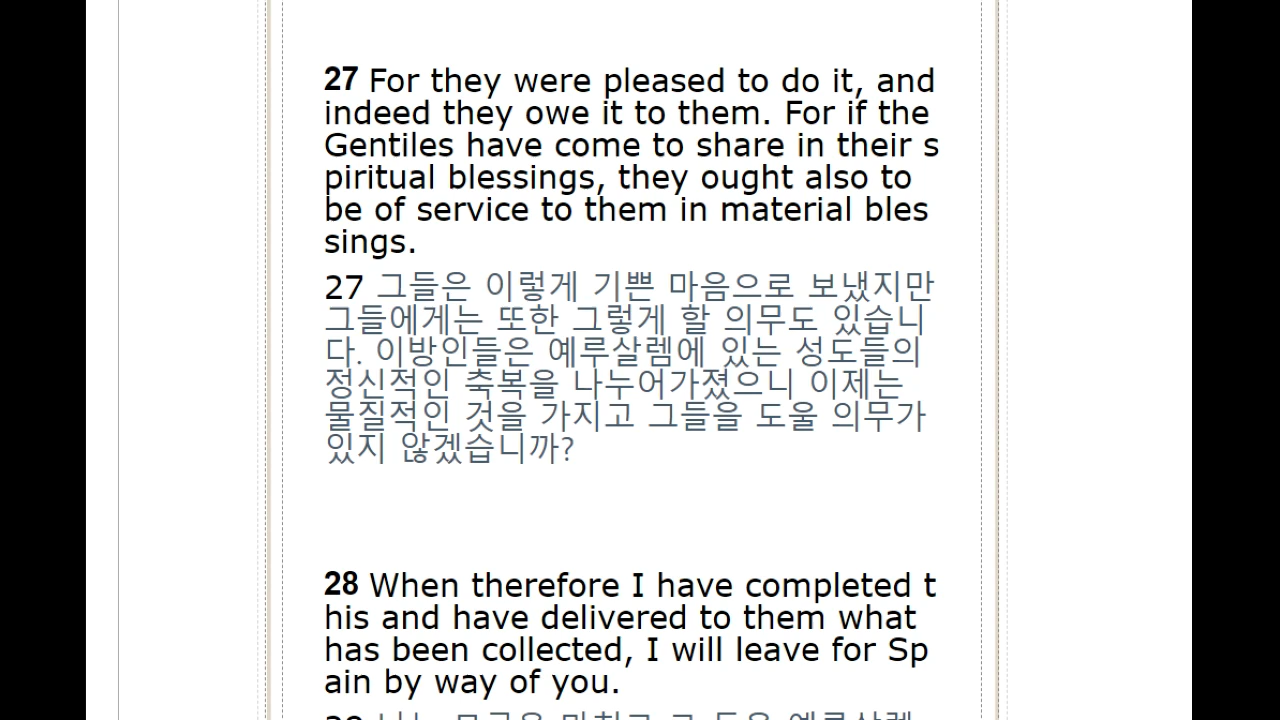 27 For they were pleased to do it, and
indeed they owe it to them. For if the
Gentiles have come to share in their s
piritual blessings, they ought also to
be of service to them in material bles
sings.
27 그들은 이렇게 기쁜 마음으로 보냈지만
그들에게는 또한 그렇게 할 의무도 있습니
다. 이방인들은 예루살렘에 있는 성도들의
정신적인 축복을 나누어가졌으니 이제는
물질적인 것을 가지고 그들을 도울 의무가
있지 않겠습니까?
28 When therefore I have completed t
his and have delivered to them what
has been collected, I will leave for Sp
ain by way of you.